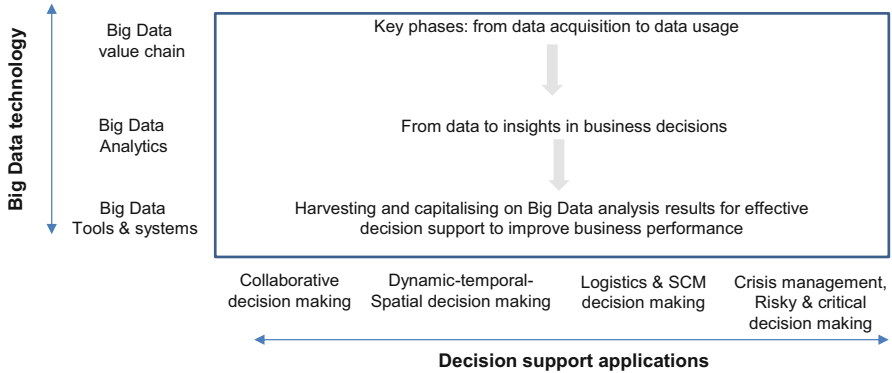 Big Data technology
Big Data
value chain
Key phases: from data acquisition to data usage
Big Data
Analytics
From data to insights in business decisions
Big Data
Tools & systems
Harvesting and capitalising on Big Data analysis results for effective
decision support to improve business performance
Collaborative
decision making
Dynamic-temporal-
Spatial decision making
Logistics & SCM
decision making
Crisis management,
Risky & critical
decision making
Decision support applications